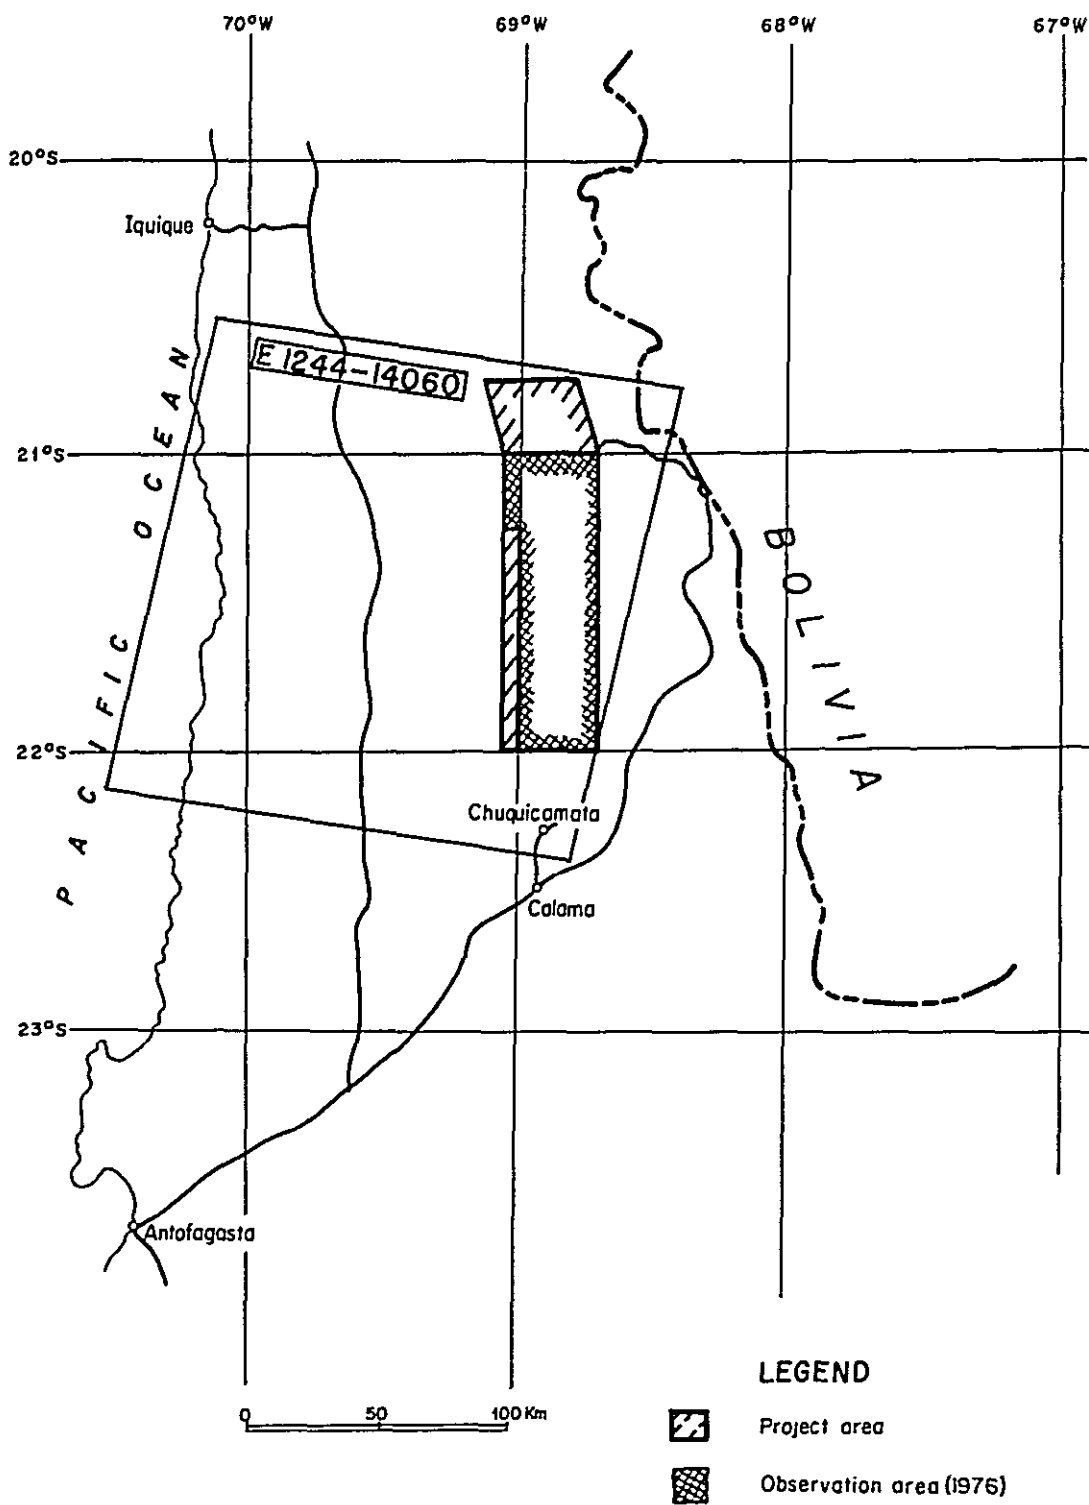 70°W
69°W
68°W
67°W
20°S
Iquique
E 1244-14060
PACIFIC OCEAN
21°S
BOLIVIA
22°S
Chuquicamata
Calama
23°S
Antofagasta
LEGEND
0 50 100 Km
Project area
Observation area (1976)